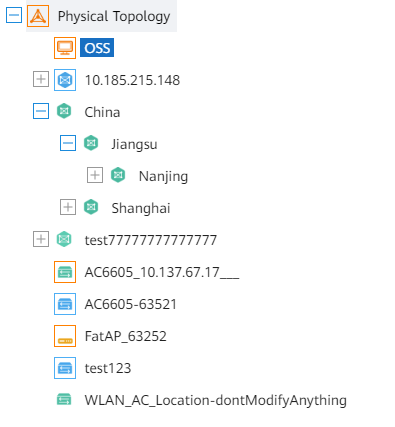 Physical Topology
OSS
10.185.215.148
China
Jiangsu
Nanjing
Shanghai
test77777777777777
AC6605_10.137.67.17___
AC6605-63521
FatAP_63252
test123
WLAN_AC_Location-dontModifyAnything